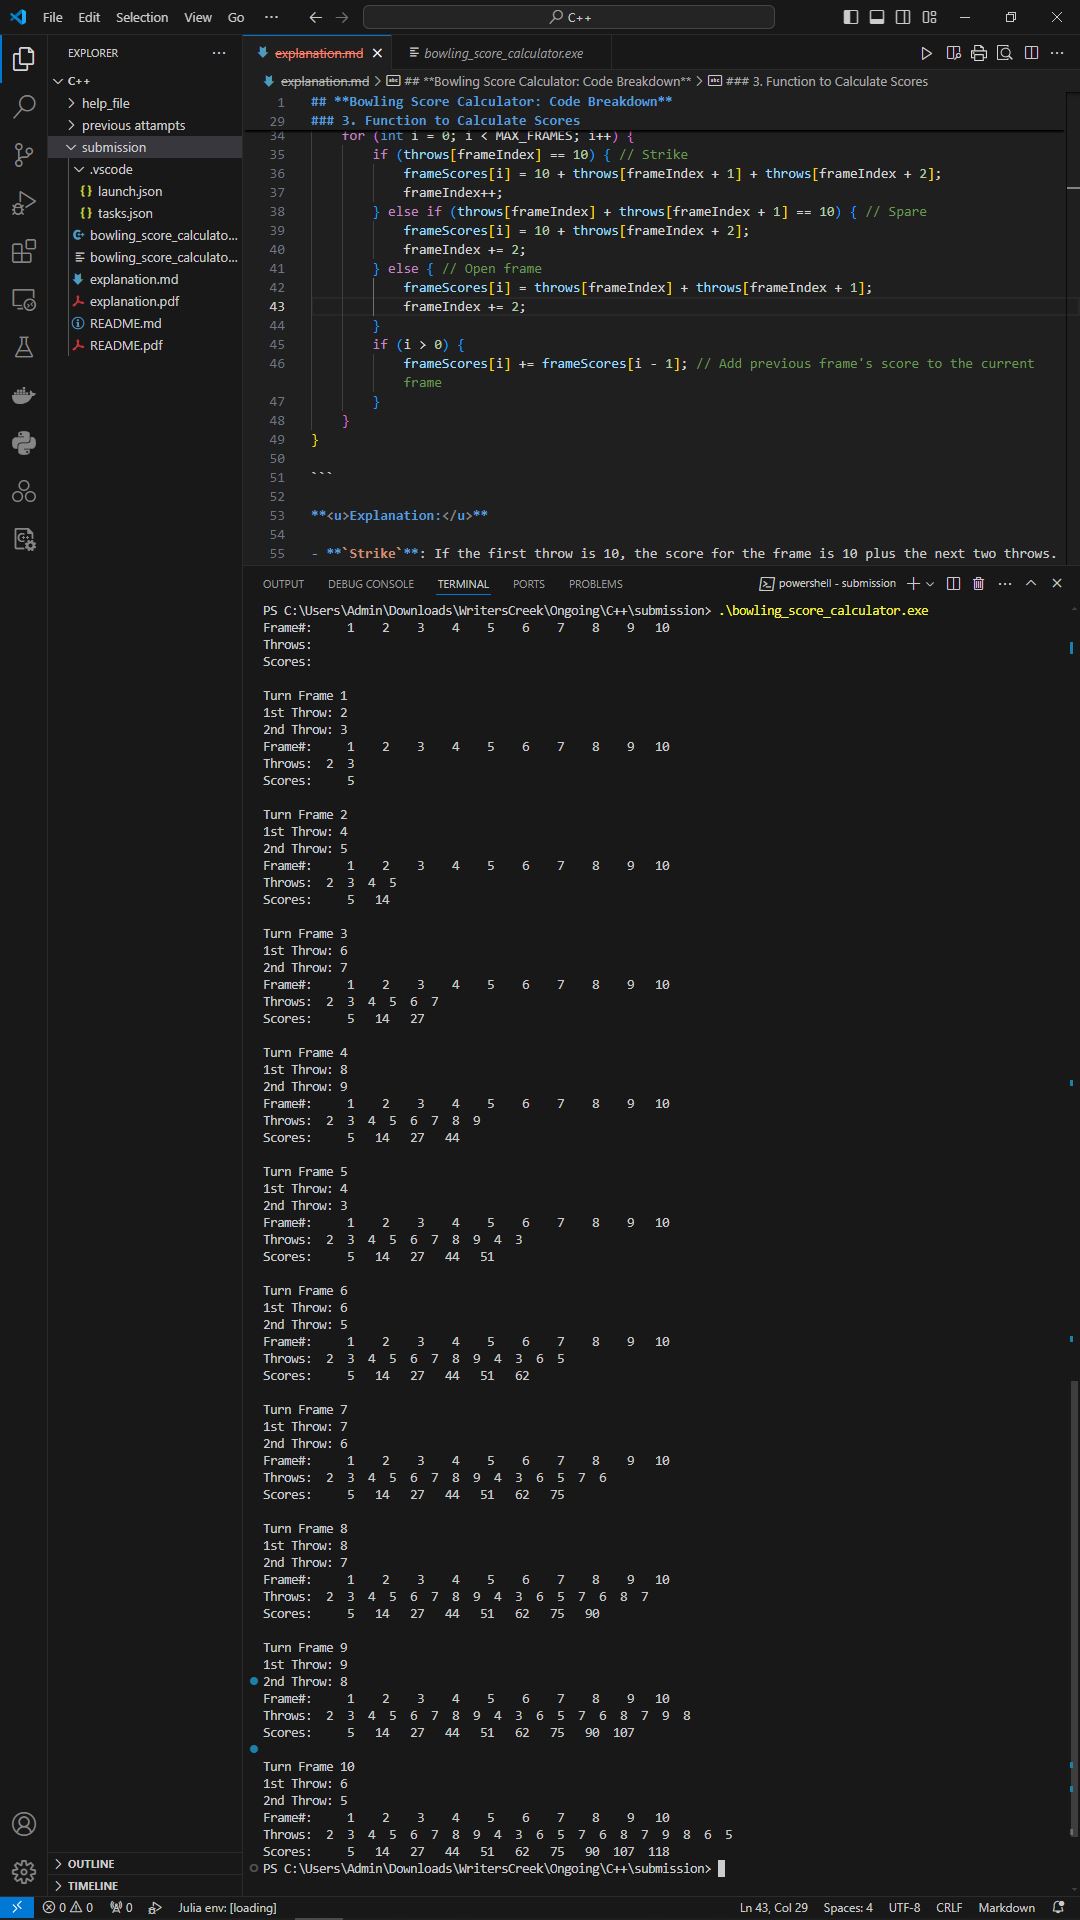 File Edit Selection View Go ··· C++
EXPLORER ···
C++
help_file
previous attampts
submission
.vscode
{} launch.json
{} tasks.json
bowling_score_calculato...
bowling_score_calculato...
explanation.md
explanation.pdf
README.md
README.pdf
OUTLINE
TIMELINE
explanation.md bowling_score_calculator.exe
explanation.md > ## **Bowling Score Calculator: Code Breakdown** > ### 3. Function to Calculate Scores
1 ## **Bowling Score Calculator: Code Breakdown**
29 ### 3. Function to Calculate Scores
34 for (int i = 0; i < MAX_FRAMES; i++) {
35 if (throws[frameIndex] == 10) { // Strike
36 frameScores[i] = 10 + throws[frameIndex + 1] + throws[frameIndex + 2];
37 frameIndex++;
38 } else if (throws[frameIndex] + throws[frameIndex + 1] == 10) { // Spare
39 frameScores[i] = 10 + throws[frameIndex + 2];
40 frameIndex += 2;
41 } else { // Open frame
42 frameScores[i] = throws[frameIndex] + throws[frameIndex + 1];
43 frameIndex += 2;
44 }
45 if (i > 0) {
46 frameScores[i] += frameScores[i - 1]; // Add previous frame's score to the current
frame
47 }
48 }
49 }
50
51 ```
52
53 **<u>Explanation:</u>**
54
55 - **`Strike`**: If the first throw is 10, the score for the frame is 10 plus the next two throws.
OUTPUT DEBUG CONSOLE TERMINAL PORTS PROBLEMS powershell - submission
PS C:\Users\Admin\Downloads\WritersCreek\Ongoing\C++\submission> .\bowling_score_calculator.exe
Frame#: 1 2 3 4 5 6 7 8 9 10
Throws:
Scores:
Turn Frame 1
1st Throw: 2
2nd Throw: 3
Frame#: 1 2 3 4 5 6 7 8 9 10
Throws: 2 3
Scores: 5
Turn Frame 2
1st Throw: 4
2nd Throw: 5
Frame#: 1 2 3 4 5 6 7 8 9 10
Throws: 2 3 4 5
Scores: 5 14
Turn Frame 3
1st Throw: 6
2nd Throw: 7
Frame#: 1 2 3 4 5 6 7 8 9 10
Throws: 2 3 4 5 6 7
Scores: 5 14 27
Turn Frame 4
1st Throw: 8
2nd Throw: 9
Frame#: 1 2 3 4 5 6 7 8 9 10
Throws: 2 3 4 5 6 7 8 9
Scores: 5 14 27 44
Turn Frame 5
1st Throw: 4
2nd Throw: 3
Frame#: 1 2 3 4 5 6 7 8 9 10
Throws: 2 3 4 5 6 7 8 9 4 3
Scores: 5 14 27 44 51
Turn Frame 6
1st Throw: 6
2nd Throw: 5
Frame#: 1 2 3 4 5 6 7 8 9 10
Throws: 2 3 4 5 6 7 8 9 4 3 6 5
Scores: 5 14 27 44 51 62
Turn Frame 7
1st Throw: 7
2nd Throw: 6
Frame#: 1 2 3 4 5 6 7 8 9 10
Throws: 2 3 4 5 6 7 8 9 4 3 6 5 7 6
Scores: 5 14 27 44 51 62 75
Turn Frame 8
1st Throw: 8
2nd Throw: 7
Frame#: 1 2 3 4 5 6 7 8 9 10
Throws: 2 3 4 5 6 7 8 9 4 3 6 5 7 6 8 7
Scores: 5 14 27 44 51 62 75 90
Turn Frame 9
1st Throw: 9
2nd Throw: 8
Frame#: 1 2 3 4 5 6 7 8 9 10
Throws: 2 3 4 5 6 7 8 9 4 3 6 5 7 6 8 7 9 8
Scores: 5 14 27 44 51 62 75 90 107
Turn Frame 10
1st Throw: 6
2nd Throw: 5
Frame#: 1 2 3 4 5 6 7 8 9 10
Throws: 2 3 4 5 6 7 8 9 4 3 6 5 7 6 8 7 9 8 6 5
Scores: 5 14 27 44 51 62 75 90 107 118
PS C:\Users\Admin\Downloads\WritersCreek\Ongoing\C++\submission>
0 0 0 Julia env: [loading] Ln 43, Col 29 Spaces: 4 UTF-8 CRLF Markdown